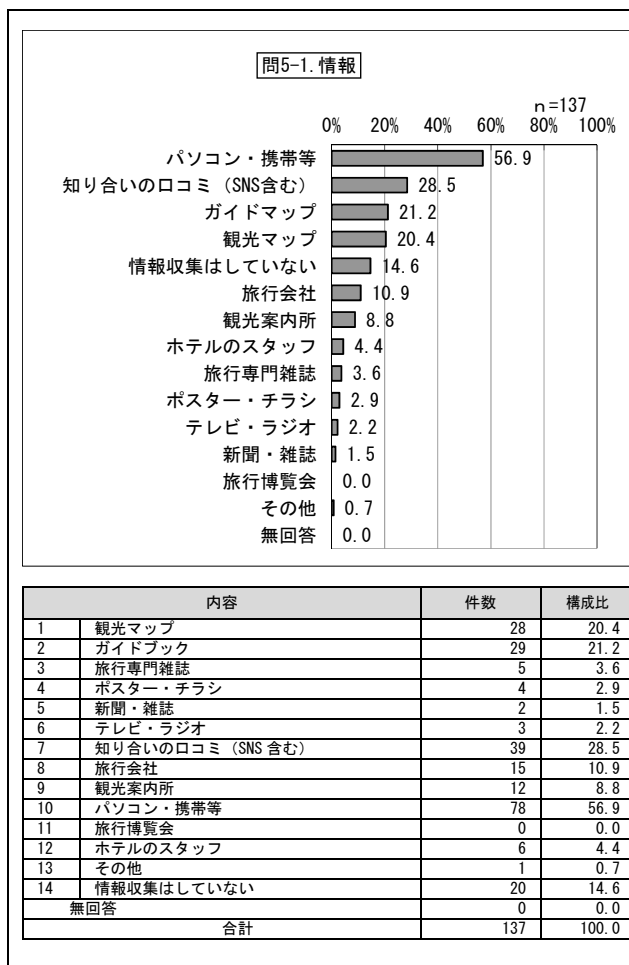 問5-1.情報
n=137
0% 20% 40% 60% 80% 100%
パソコン・携帯等 56.9
知り合いの口コミ（SNS含む） 28.5
ガイドマップ 21.2
観光マップ 20.4
情報収集はしていない 14.6
旅行会社 10.9
観光案内所 8.8
ホテルのスタッフ 4.4
旅行専門雑誌 3.6
ポスター・チラシ 2.9
テレビ・ラジオ 2.2
新聞・雑誌 1.5
旅行博覧会 0.0
その他 0.7
無回答 0.0
内容 件数 構成比
1 観光マップ 28 20.4
2 ガイドブック 29 21.2
3 旅行専門雑誌 5 3.6
4 ポスター・チラシ 4 2.9
5 新聞・雑誌 2 1.5
6 テレビ・ラジオ 3 2.2
7 知り合いの口コミ（SNS 含む） 39 28.5
8 旅行会社 15 10.9
9 観光案内所 12 8.8
10 パソコン・携帯等 78 56.9
11 旅行博覧会 0 0.0
12 ホテルのスタッフ 6 4.4
13 その他 1 0.7
14 情報収集はしていない 20 14.6
無回答 0 0.0
合計 137 100.0